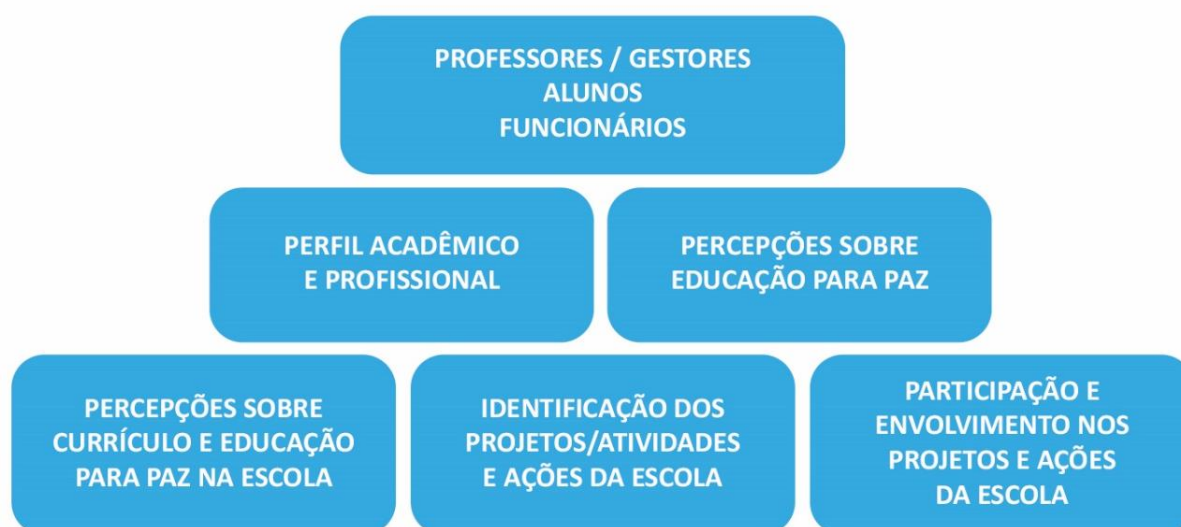 PROFESSORES / GESTORES
ALUNOS
FUNCIONÁRIOS
PERFIL ACADÊMICO
E PROFISSIONAL
PERCEPÇÕES SOBRE
EDUCAÇÃO PARA PAZ
PERCEPÇÕES SOBRE
CURRÍCULO E EDUCAÇÃO
PARA PAZ NA ESCOLA
IDENTIFICAÇÃO DOS
PROJETOS/ATIVIDADES
E AÇÕES DA ESCOLA
PARTICIPAÇÃO E
ENVOLVIMENTO NOS
PROJETOS E AÇÕES
DA ESCOLA